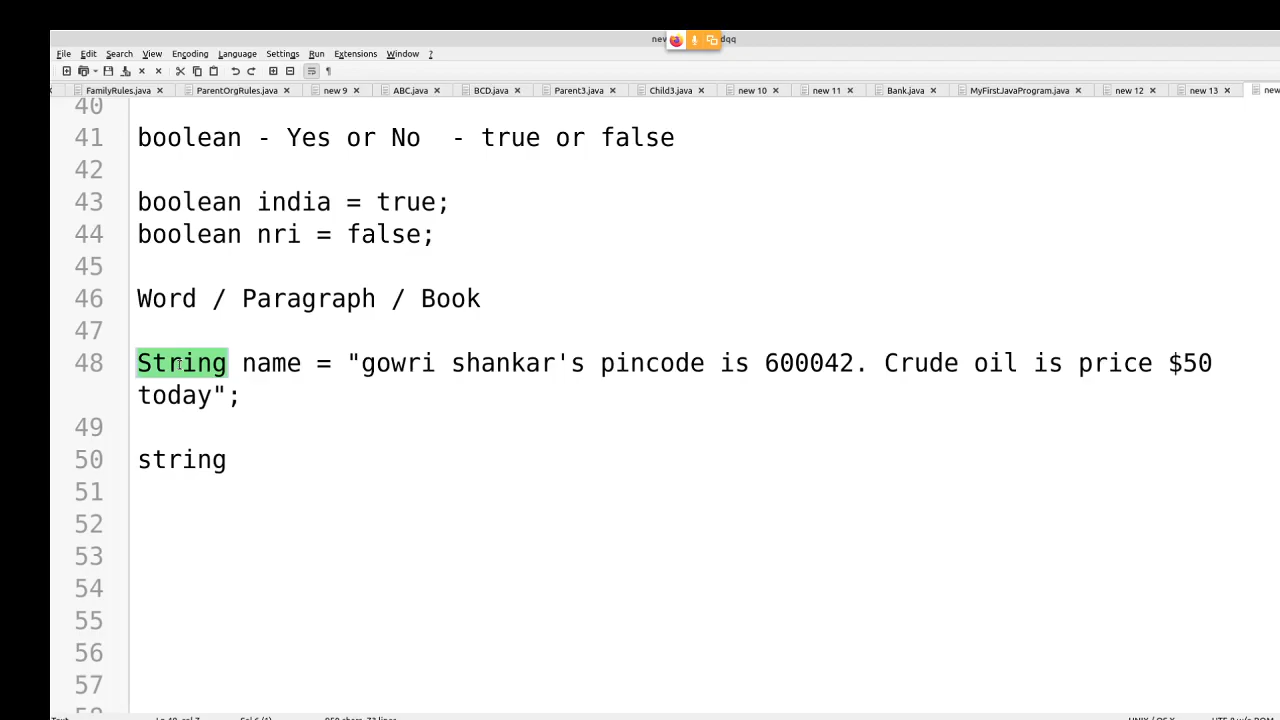 File Edit Search View Encoding Language Settings Run Extensions Window ?
FamilyRules.java ParentOrgRules.java new 9 ABC.java BCD.java Parent3.java Child3.java new 10 new 11 Bank.java MyFirstJavaProgram.java new 12 new 13 new
40
41 boolean - Yes or No - true or false
42
43 boolean india = true;
44 boolean nri = false;
45
46 Word / Paragraph / Book
47
48 String name = "gowri shankar's pincode is 600042. Crude oil is price $50
today";
49
50 string
51
52
53
54
55
56
57